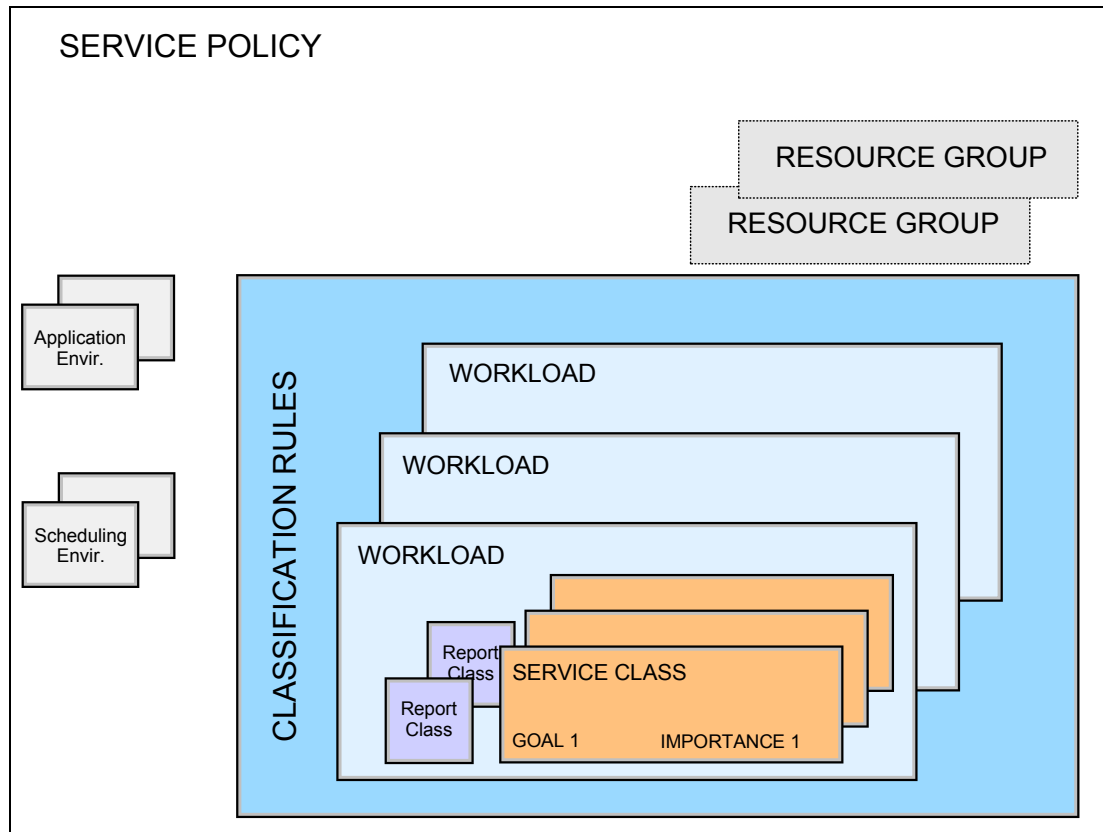 SERVICE POLICY
RESOURCE GROUP
RESOURCE GROUP
Application
Envir.
Scheduling
Envir.
CLASSIFICATION RULES
WORKLOAD
WORKLOAD
WORKLOAD
Report
Class
Report
Class
SERVICE CLASS
GOAL 1 IMPORTANCE 1